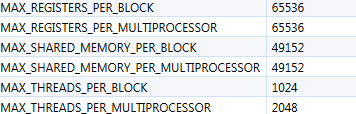 MAX_REGISTERS_PER_BLOCK 65536
MAX_REGISTERS_PER_MULTIPROCESSOR 65536
MAX_SHARED_MEMORY_PER_BLOCK 49152
MAX_SHARED_MEMORY_PER_MULTIPROCESSOR 49152
MAX_THREADS_PER_BLOCK 1024
MAX_THREADS_PER_MULTIPROCESSOR 2048